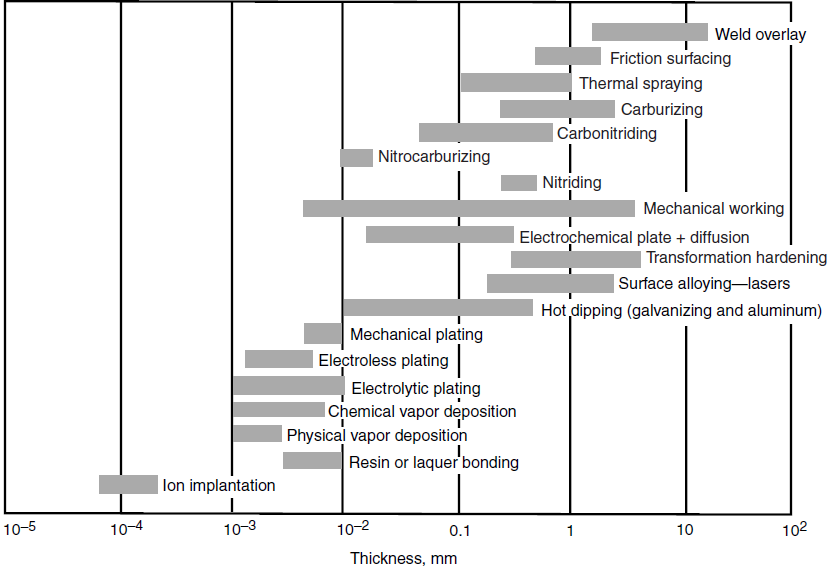 Weld overlay
Friction surfacing
Thermal spraying
Carburizing
Carbonitriding
Nitrocarburizing
Nitriding
Mechanical working
Electrochemical plate + diffusion
Transformation hardening
Surface alloying—lasers
Hot dipping (galvanizing and aluminum)
Mechanical plating
Electroless plating
Electrolytic plating
Chemical vapor deposition
Physical vapor deposition
Resin or laquer bonding
Ion implantation
10⁻⁵ 10⁻⁴ 10⁻³ 10⁻² 0.1 1 10 10²
Thickness, mm